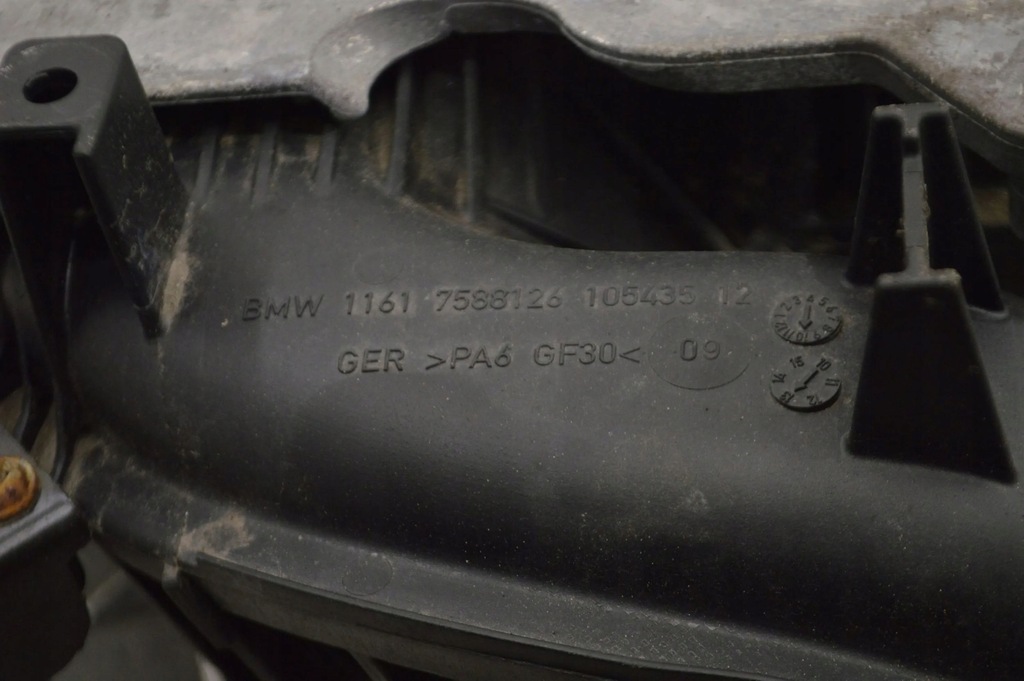 BMW 1161 7588126 105435 12
GER >PA6 GF30< 09